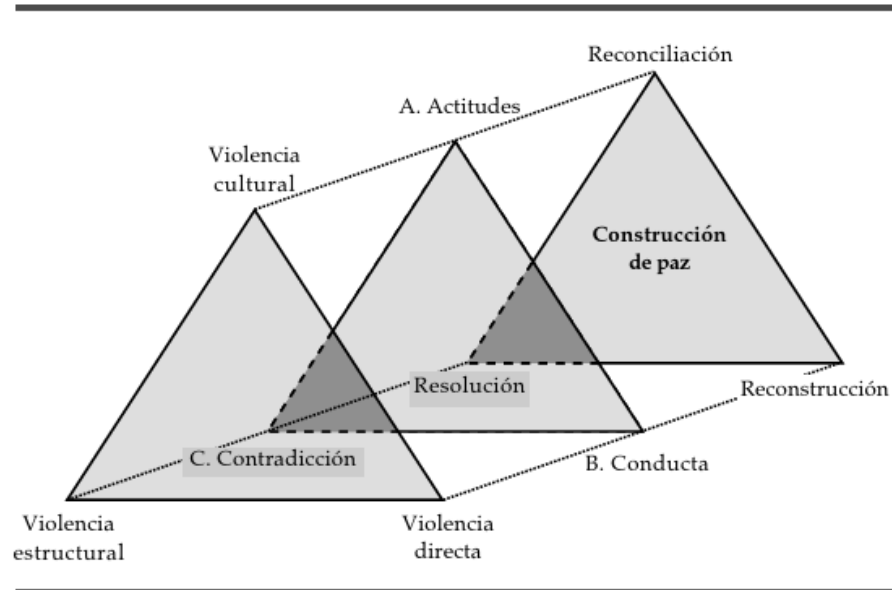 Reconciliación
A. Actitudes
Violencia
cultural
Construcción
de paz
Resolución
Reconstrucción
C. Contradicción
B. Conducta
Violencia
estructural
Violencia
directa